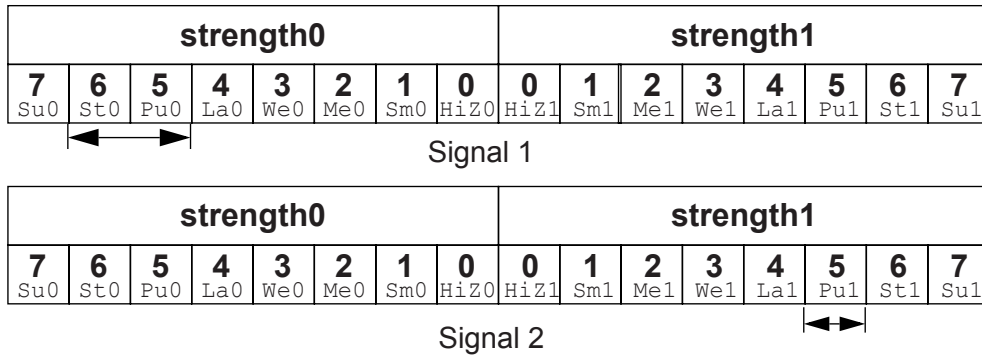 strength0 strength1
7 6 5 4 3 2 1 0 0 1 2 3 4 5 6 7
Su0 St0 Pu0 La0 We0 Me0 Sm0 HiZ0 HiZ1 Sm1 Me1 We1 La1 Pu1 St1 Su1
Signal 1
strength0 strength1
7 6 5 4 3 2 1 0 0 1 2 3 4 5 6 7
Su0 St0 Pu0 La0 We0 Me0 Sm0 HiZ0 HiZ1 Sm1 Me1 We1 La1 Pu1 St1 Su1
Signal 2